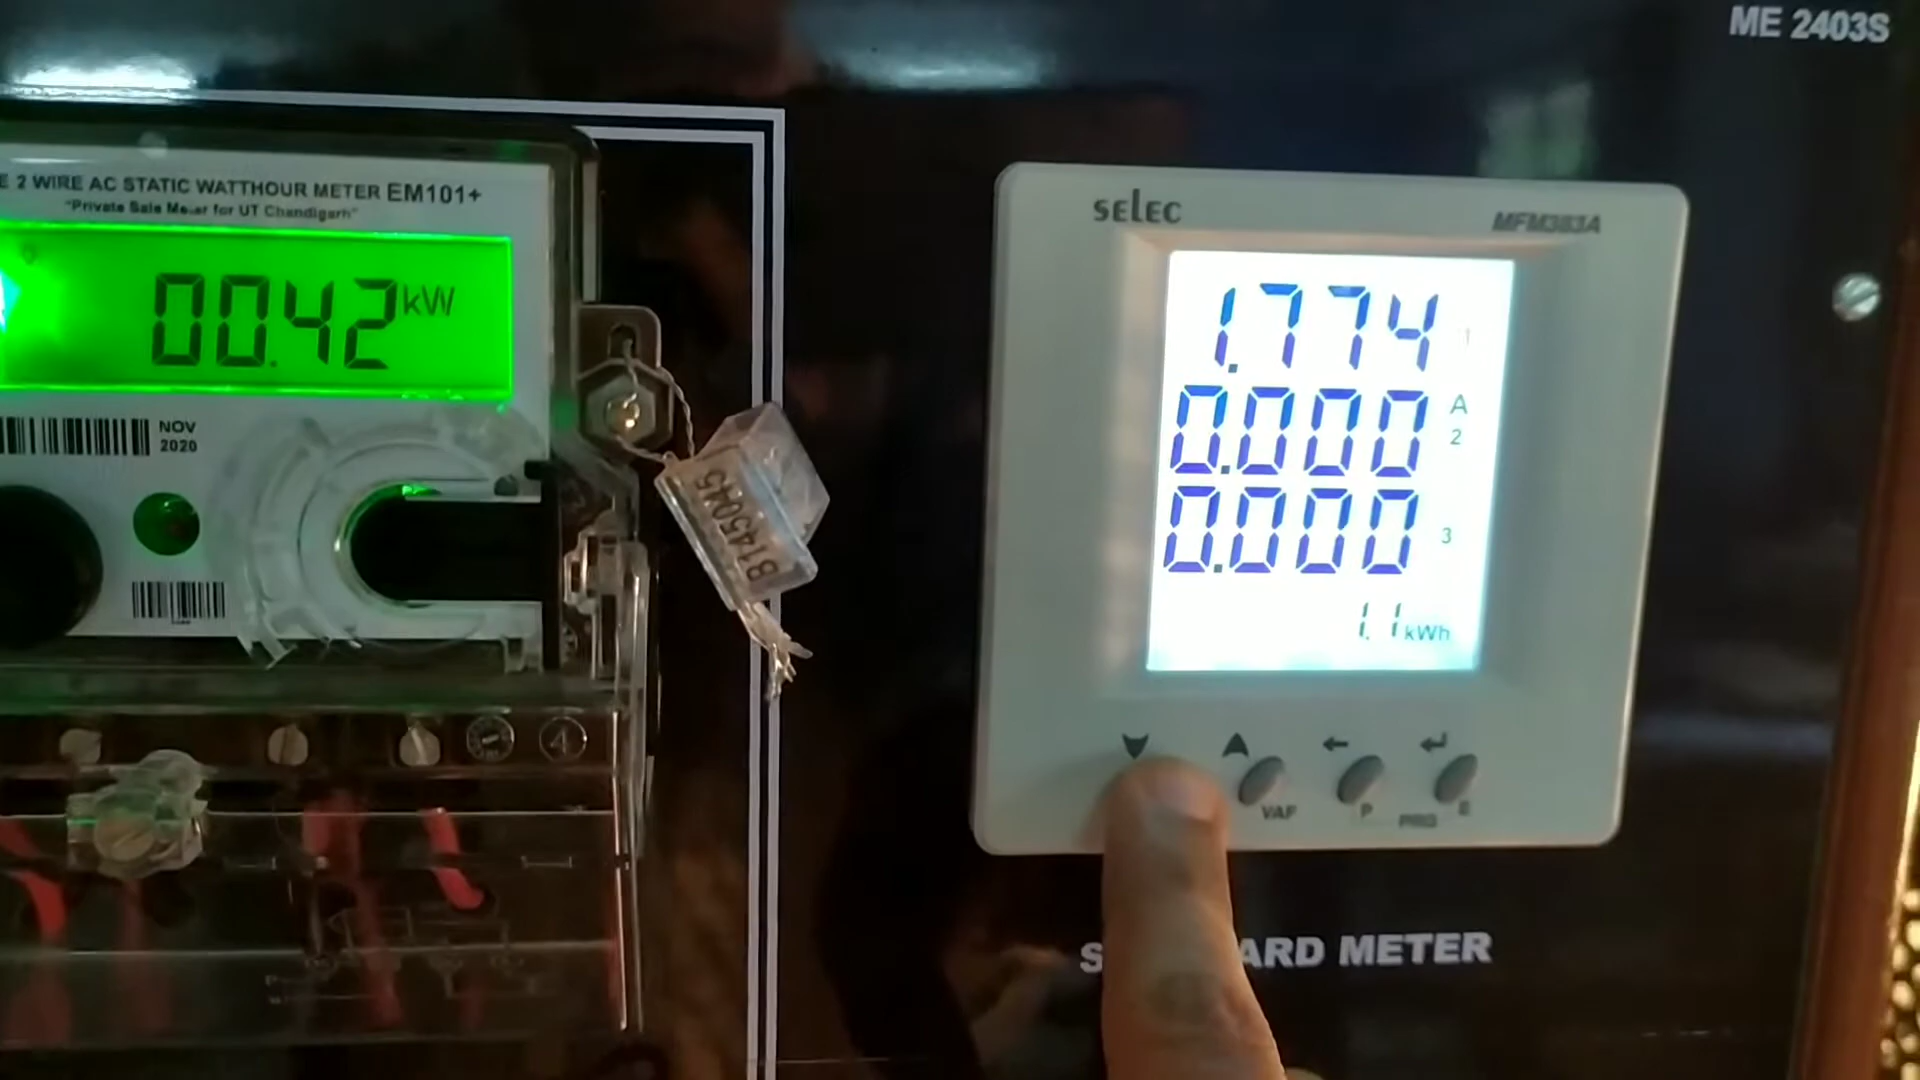 ME 2403S
E 2 WIRE AC STATIC WATTHOUR METER EM101+
"Private Sale Meter for UT Chandigarh"
00.42 kW
NOV
2020
B1145045
4
selec
MFM383A
1.774 1
A
0.000 2
0.000 3
1.1 kWh
VAF
P PRG E
S ARD METER